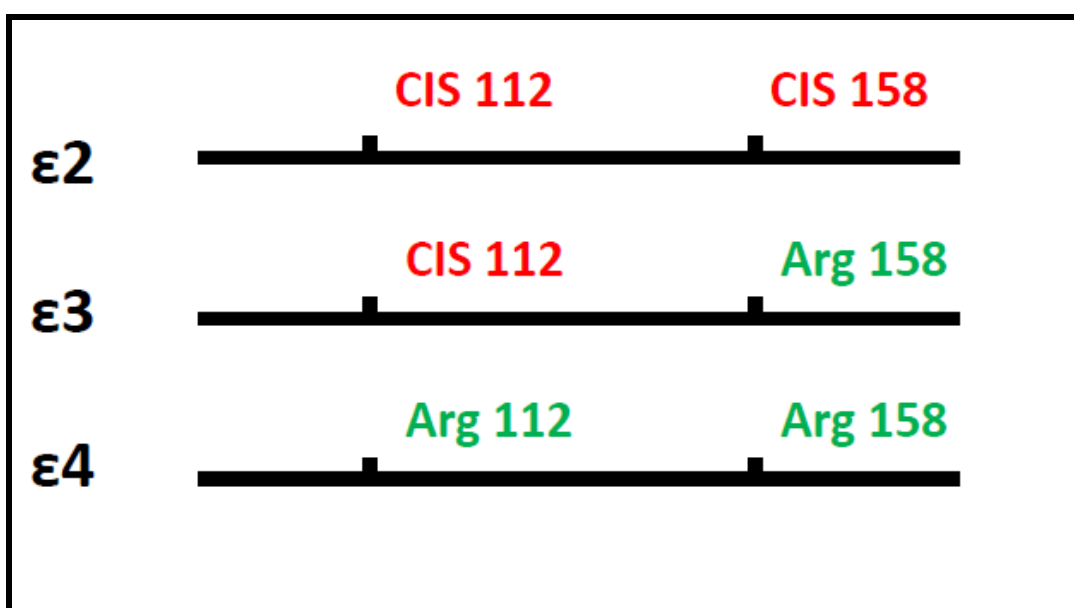 CIS 112 CIS 158
ε2
CIS 112 Arg 158
ε3
Arg 112 Arg 158
ε4